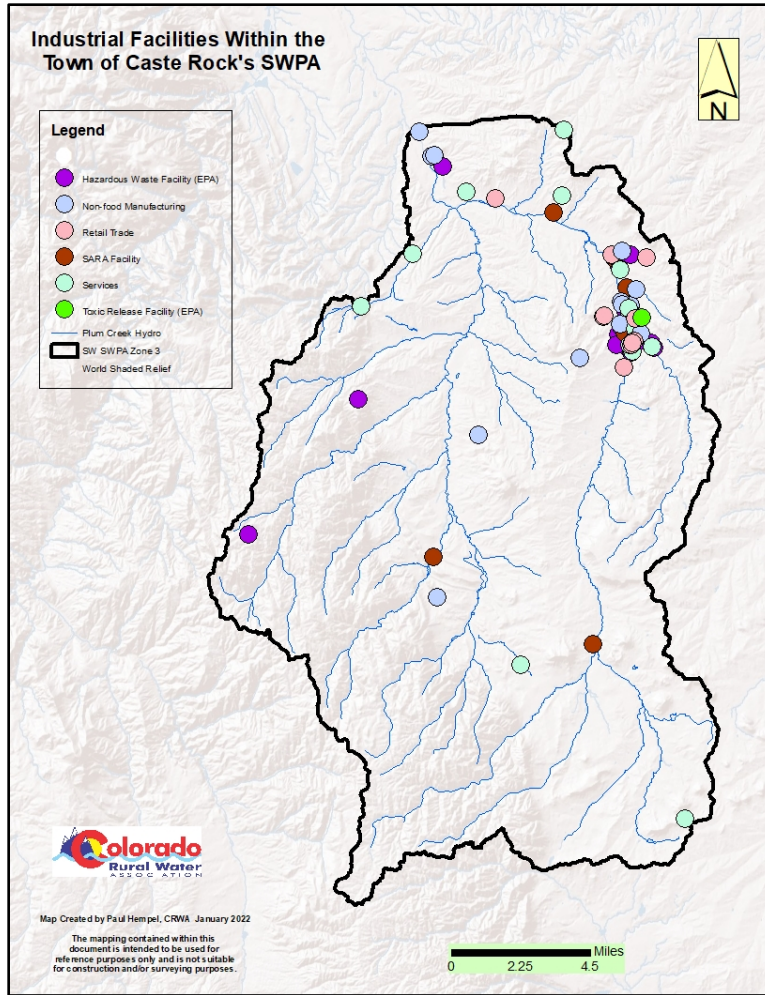 Industrial Facilities Within the
Town of Caste Rock's SWPA
N
Legend
Hazardous Waste Facility (EPA)
Non-food Manufacturing
Retail Trade
SARA Facility
Services
Toxic Release Facility (EPA)
Plum Creek Hydro
SW SWPA Zone 3
World Shaded Relief
Colorado
Rural Water
ASSOCIATION
Map Created by Paul Hempel, CRWA January 2022
The mapping contained within this
document is intended to be used for
reference purposes only and is not suitable
for construction and/or surveying purposes.
Miles
0 2.25 4.5